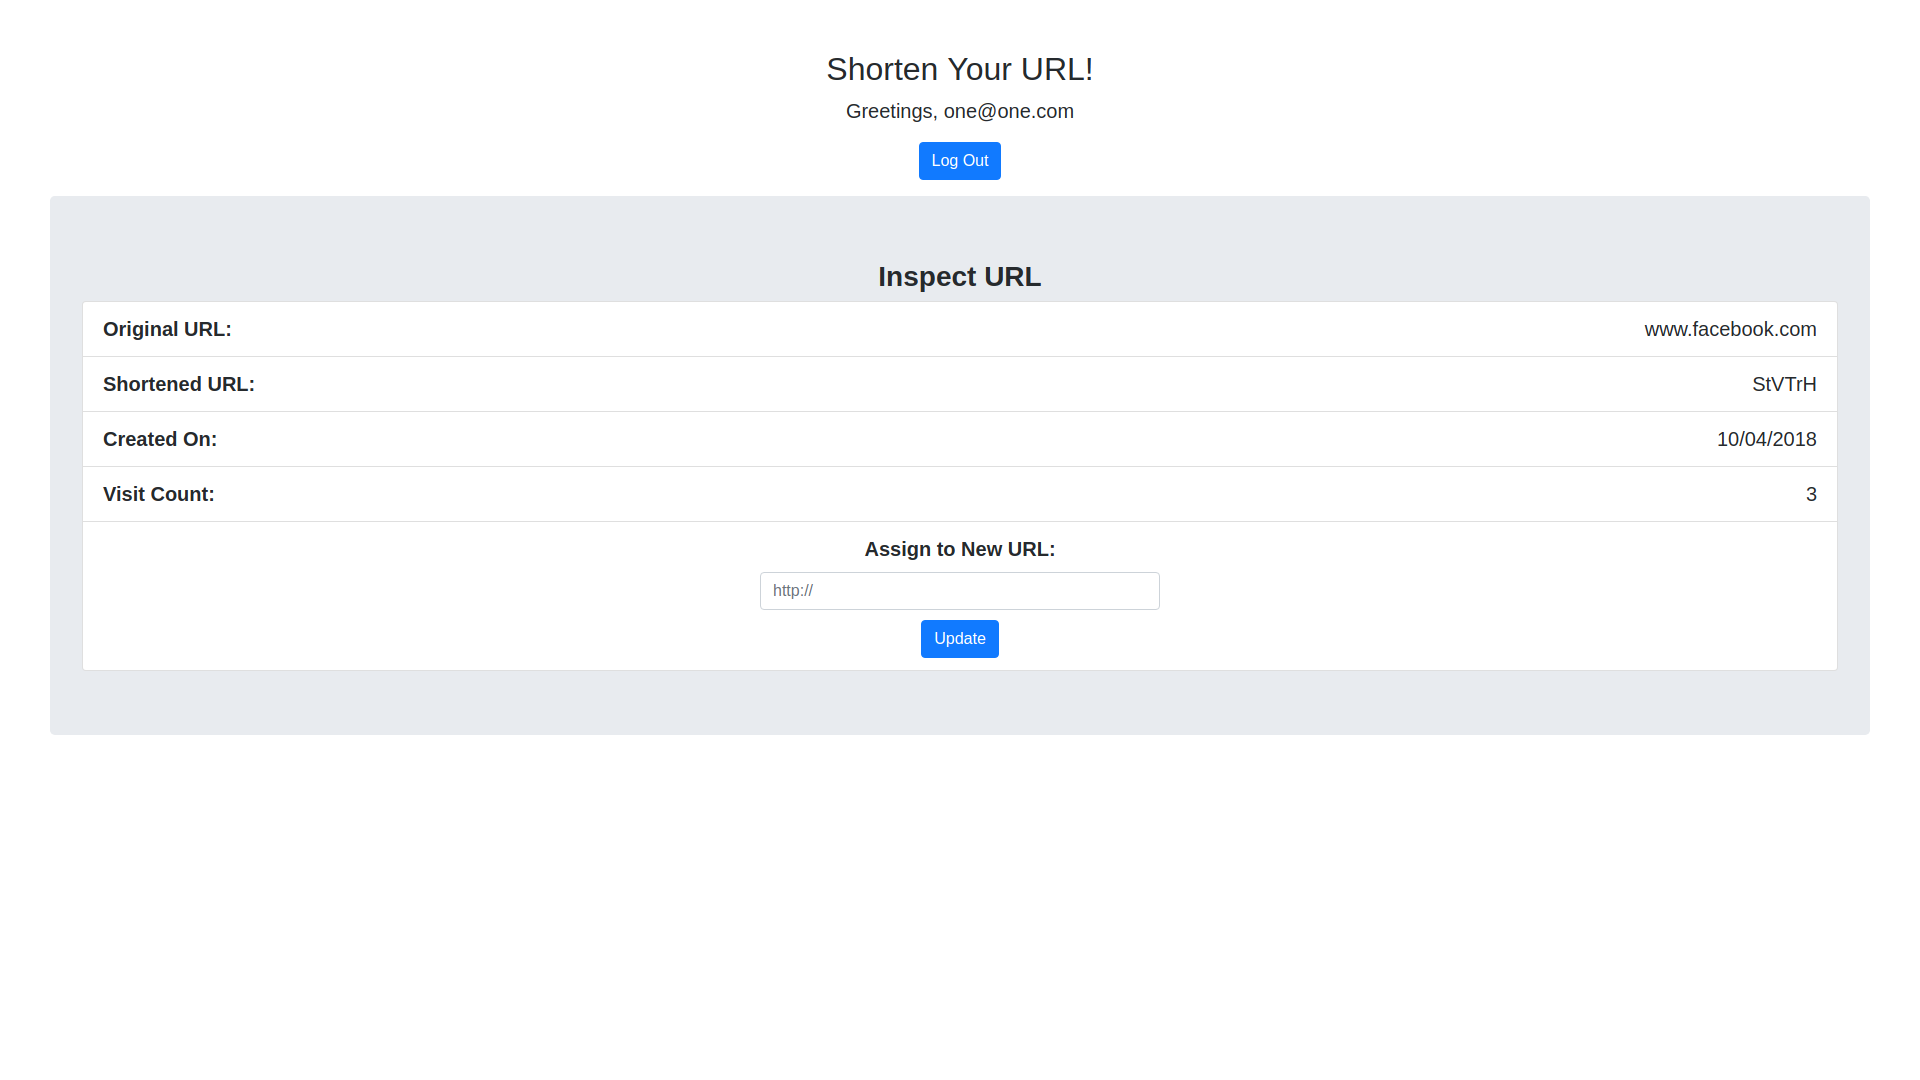 Shorten Your URL!
Greetings, one@one.com
Log Out
Inspect URL
Original URL: www.facebook.com
Shortened URL: StVTrH
Created On: 10/04/2018
Visit Count: 3
Assign to New URL:
http://
Update